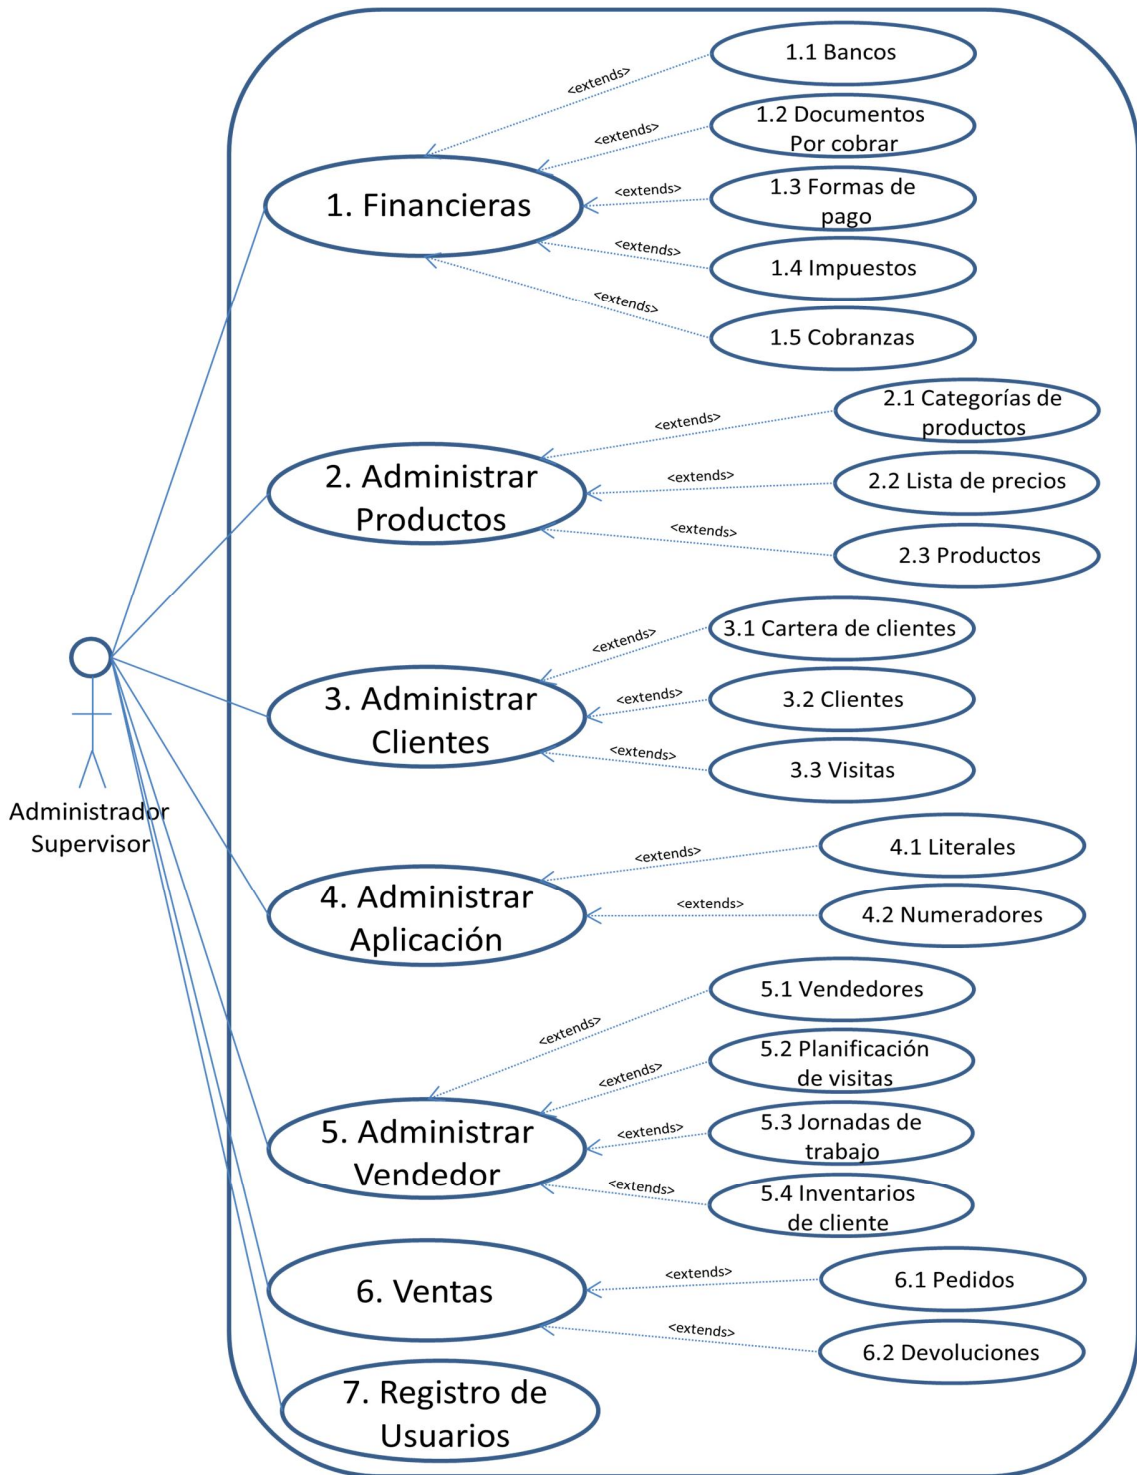 1.1 Bancos
<extends>
1.2 Documentos
Por cobrar
<extends>
1. Financieras
1.3 Formas de
pago
<extends>
1.4 Impuestos
<extends>
1.5 Cobranzas
<extends>
2.1 Categorías de
productos
<extends>
2. Administrar
Productos
2.2 Lista de precios
<extends>
2.3 Productos
<extends>
3.1 Cartera de clientes
<extends>
3. Administrar
Clientes
3.2 Clientes
<extends>
3.3 Visitas
<extends>
Administrador
Supervisor
4.1 Literales
<extends>
4. Administrar
Aplicación
4.2 Numeradores
<extends>
5.1 Vendedores
<extends>
5.2 Planificación
de visitas
<extends>
5. Administrar
Vendedor
5.3 Jornadas de
trabajo
<extends>
5.4 Inventarios
de cliente
<extends>
6. Ventas
6.1 Pedidos
<extends>
6.2 Devoluciones
<extends>
7. Registro de
Usuarios